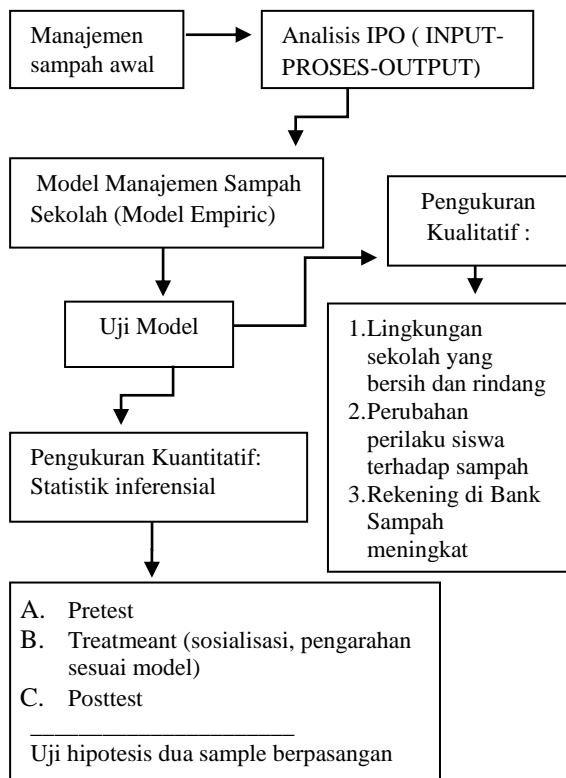 Manajemen
sampah awal
Analisis IPO ( INPUT-
PROSES-OUTPUT)
Model Manajemen Sampah
Sekolah (Model Empiric)
Pengukuran
Kualitatif :
Uji Model
1.Lingkungan
sekolah yang
bersih dan rindang
2.Perubahan
perilaku siswa
terhadap sampah
3.Rekening di Bank
Sampah
meningkat
Pengukuran Kuantitatif:
Statistik inferensial
A. Pretest
B. Treatmeant (sosialisasi, pengarahan
sesuai model)
C. Posttest
Uji hipotesis dua sample berpasangan